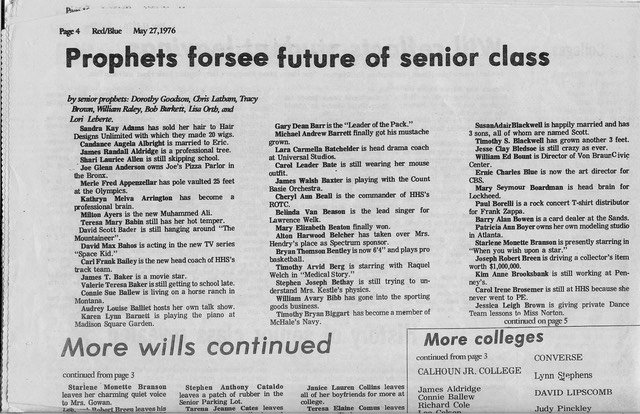 Page 4 Red/Blue May 27,1976
Prophets forsee future of senior class
by senior prophets: Dorothy Goodson, Chris Latham, Tracy
Brown, William Raley, Bob Burkett, Lisa Orth, and
Lori Leberte.
Sandra Kay Adams has sold her hair to Hair
Designs Unlimited with which they made 20 wigs.
Candance Angela Albright is married to Eric.
James Randall Aldridge is a professional tree.
Shari Laurice Allen is still skipping school.
Joe Glenn Anderson owns Joe's Pizza Parlor in
the Bronx.
Merle Fred Appenzellar has pole vaulted 25 feet
at the Olympics.
Kathrya Melva Arrington has become a
professional brain.
Milton Ayers is the new Muhammed Ali.
Teresa Mary Bahle still has her hot temper.
David Scott Bader is still hanging around "The
Mountaineer".
David Max Bahos is acting in the new TV series
"Space Kid."
Carl Frank Bailey is the new head coach of HHS's
track team.
James T. Baker is a movie star.
Valerie Teresa Baker is still getting to school late.
Connie Sue Ballew is living on a horse ranch in
Montana.
Audrey Louise Balliet hosts her own talk show.
Karen Lynn Barnett is playing the piano at
Madison Square Garden.
Gary Dean Barr is the "Leader of the Pack."
Michael Andrew Barrett finally got his mustache
grown.
Lara Carmella Batchelder is head drama coach
at Universal Studios.
Carol Leader Bate is still wearing her mouse
outfit.
James Walsh Baxter is playing with the Count
Basie Orchestra.
Cheryl Ann Beall is the commander of HHS's
ROTC.
Belinda Van Beason is the lead singer for
Lawrence Welk.
Mary Elizabeth Beaton finally won.
Alton Harwood Belcher has taken over Mrs.
Hendry's place as Spectrum sponsor.
Bryan Thomson Bentley is now 6'4" and plays pro
basketball.
Timothy Arvid Berg is starring with Raquel
Welch in "Medical Story."
Stephen Joseph Bethay is still trying to un-
derstand Mrs. Kestle's physics.
William Avary Bibb has gone into the sporting
goods business.
Timothy Bryan Biggart has become a member of
McHale's Navy.
Susan Adair Blackwell is happily married and has
3 sons, all of whom are named Scott.
Timothy S. Blackwell has grown another 3 feet.
Jesse Clay Bledsoe is still crazy as ever.
William Ed Bount is Director of Von Braun Civic
Center.
Ernie Charles Blue is now the art director for
CBS.
Mary Seymour Boardman is head brain for
Lockheed.
Paul Borelli is a rock concert T-shirt distributor
for Frank Zappa.
Barry Alan Bowen is a card dealer at the Sands.
Patricia Ann Boyer owns her own modeling studio
in Atlanta.
Starlene Monette Branson is presently starring in
"When you wish upon a star."
Joseph Robert Breen is driving a collector's item
worth $1,000,000.
Kim Anne Brooksbank is still working at Pen-
ney's.
Carol Irene Brosemer is still at HHS because she
never went to PE.
Jessica Leigh Brown is giving private Dance
Team lessons to Miss Norton.
continued on page 5
More wills continued
continued from page 3
Starlene Monette Branson
leaves her charming quiet voice
to Mrs. Gowan.
Robert Breen leaves his
Stephen Anthony Cataldo
leaves a patch of rubber in the
Senior Parking Lot.
Tarena Jeanne Cates leaves
Janice Lauren Collins leaves
all of her boyfriends for more at
college.
Teresa Elaine Comus leaves
More colleges
continued from page 3
CALHOUN JR. COLLEGE
James Aldridge
Connie Ballew
Richard Cole
CONVERSE
Lynn Stephens
DAVID LIPSCOMB
Judy Pinckley